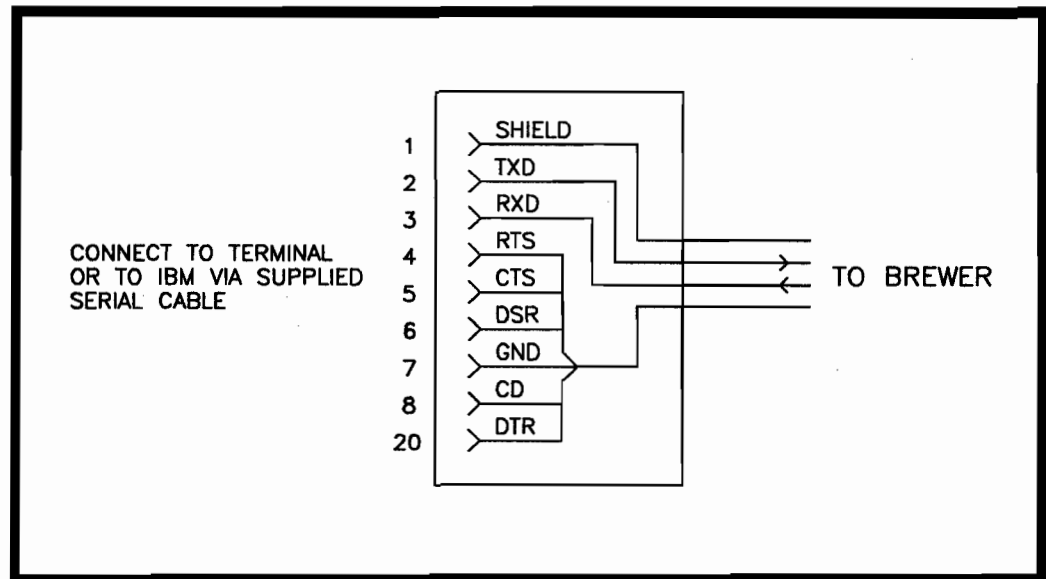 1 SHIELD
2 TXD
3 RXD
4 RTS
5 CTS
6 DSR
7 GND
8 CD
20 DTR
CONNECT TO TERMINAL
OR TO IBM VIA SUPPLIED
SERIAL CABLE
TO BREWER